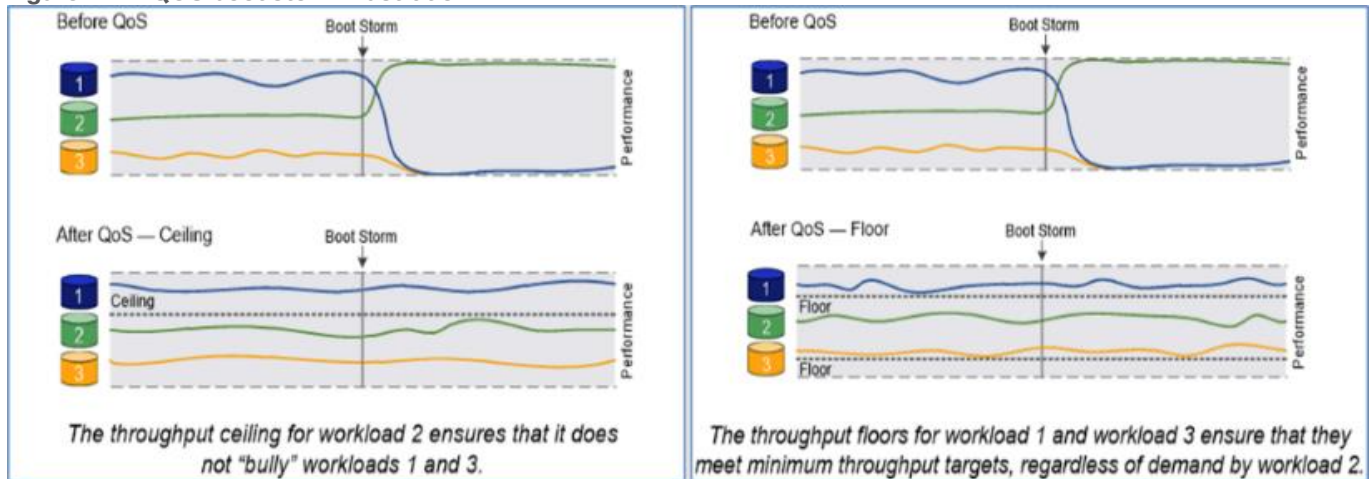 Before QoS
Boot Storm
1
2
3
Performance
After QoS — Ceiling
Boot Storm
1
Ceiling
2
3
Performance
The throughput ceiling for workload 2 ensures that it does
not "bully" workloads 1 and 3.
Before QoS
Boot Storm
1
2
3
Performance
After QoS — Floor
Boot Storm
1
Floor
2
3
Floor
Performance
The throughput floors for workload 1 and workload 3 ensure that they
meet minimum throughput targets, regardless of demand by workload 2.